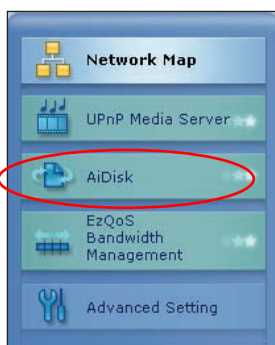 Network Map
UPnP Media Server
AiDisk
EzQoS
Bandwidth
Management
Advanced Setting